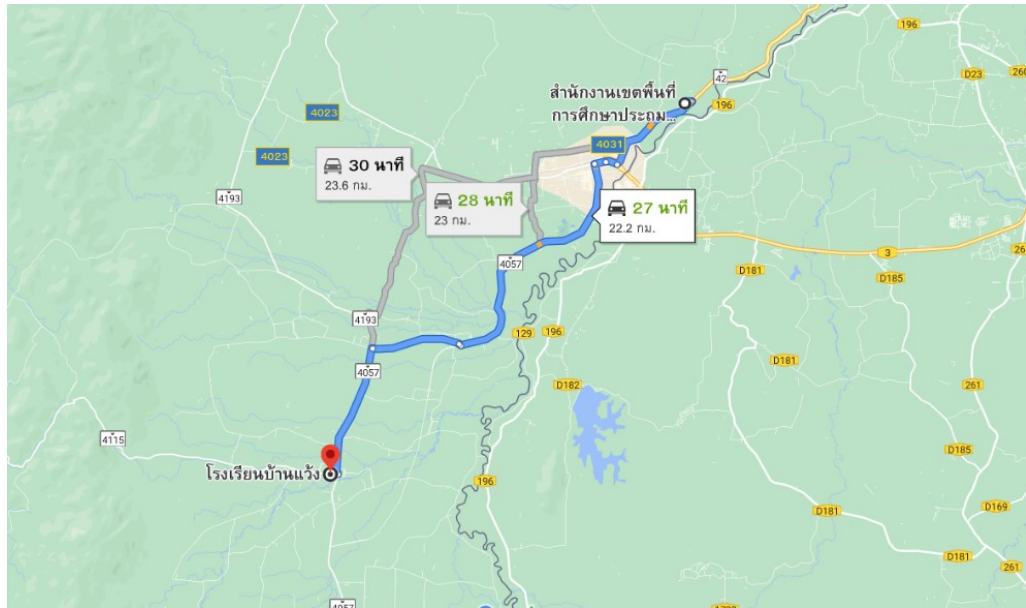 196
D23
42
สำนักงานเขตพื้นที่
การศึกษาประถม...
196
4023
4031
4023
30 นาที
23.6 กม.
4193
28 นาที
23 กม.
27 นาที
22.2 กม.
3
4057
D181
D185
4193
129
196
D181
4057
D182
261
4115
D185
โรงเรียนบ้านแว้ง
196
D181
D169
D181
261
4057